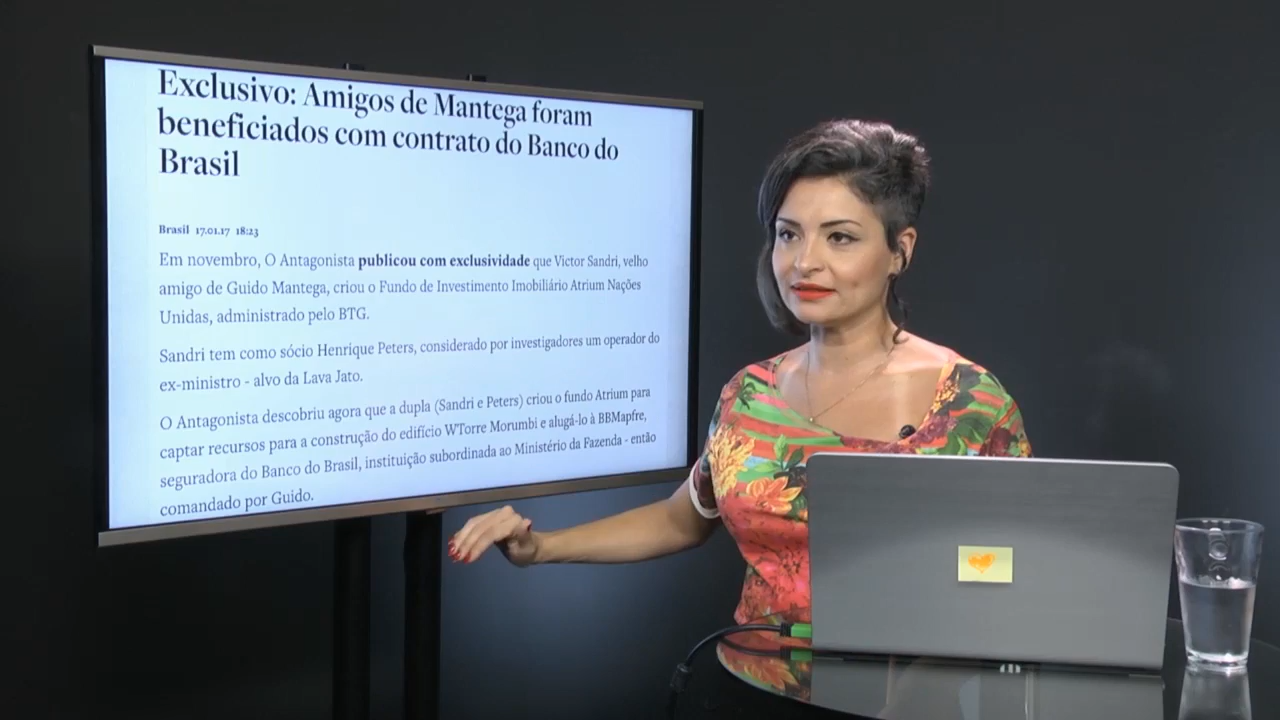 Exclusivo: Amigos de Mantega foram
beneficiados com contrato do Banco do
Brasil
Brasil 17.01.17 18:23
Em novembro, O Antagonista publicou com exclusividade que Victor Sandri, velho
amigo de Guido Mantega, criou o Fundo de Investimento Imobiliário Atrium Nações
Unidas, administrado pelo BTG.
Sandri tem como sócio Henrique Peters, considerado por investigadores um operador do
ex-ministro - alvo da Lava Jato.
O Antagonista descobriu agora que a dupla (Sandri e Peters) criou o fundo Atrium para
captar recursos para a construção do edifício WTorre Morumbi e alugá-lo à BBMapfre,
seguradora do Banco do Brasil, instituição subordinada ao Ministério da Fazenda - então
comandado por Guido.